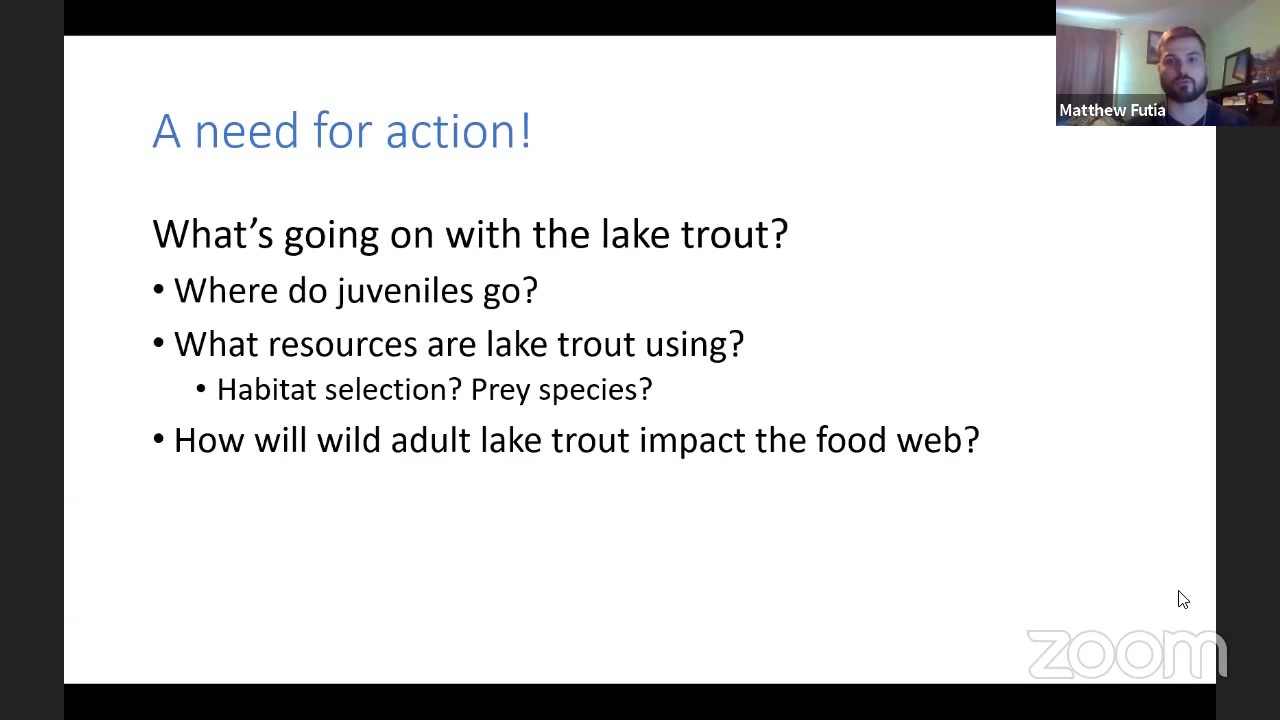 A need for action!
What's going on with the lake trout?
• Where do juveniles go?
• What resources are lake trout using?
• Habitat selection? Prey species?
• How will wild adult lake trout impact the food web?
Matthew Futia
zoom